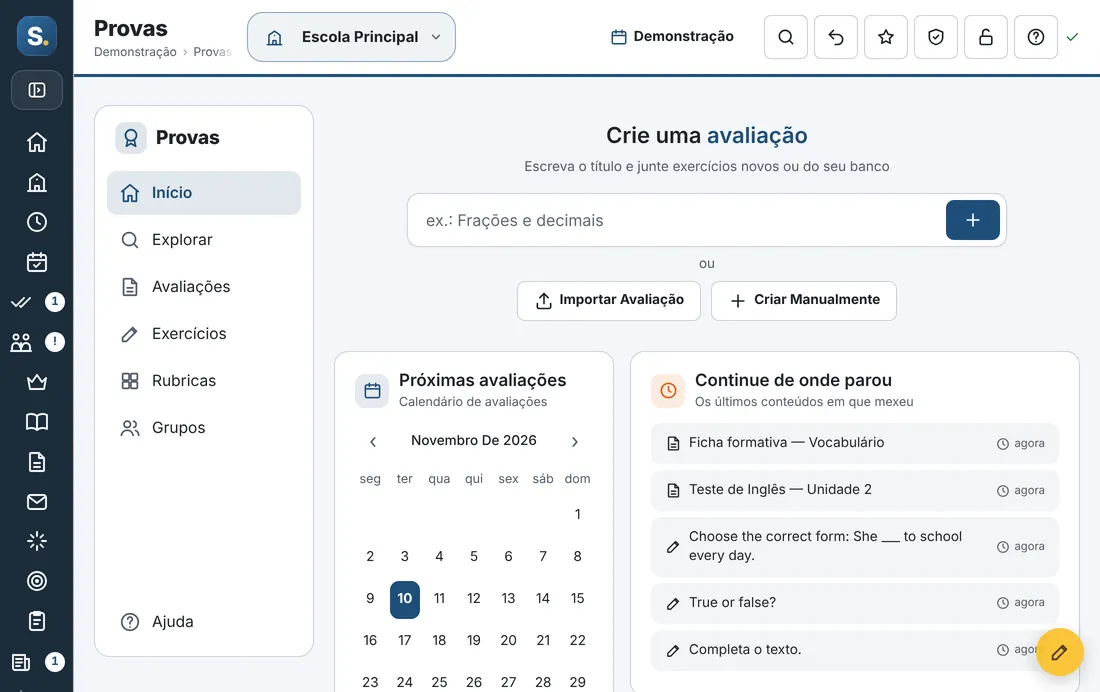 S.
Provas
Demonstração › Provas
Escola Principal
Demonstração
1
!
1
Provas
Início
Explorar
Avaliações
Exercícios
Rubricas
Grupos
Ajuda
Crie uma avaliação
Escreva o título e junte exercícios novos ou do seu banco
ex.: Frações e decimais
ou
Importar Avaliação
Criar Manualmente
Próximas avaliações
Calendário de avaliações
Novembro De 2026
seg ter qua qui sex sáb dom
1
2 3 4 5 6 7 8
9 10 11 12 13 14 15
16 17 18 19 20 21 22
23 24 25 26 27 28 29
Continue de onde parou
Os últimos conteúdos em que mexeu
Ficha formativa — Vocabulário agora
Teste de Inglês — Unidade 2 agora
Choose the correct form: She ___ to school
every day.
agora
True or false? agora
Completa o texto. agora